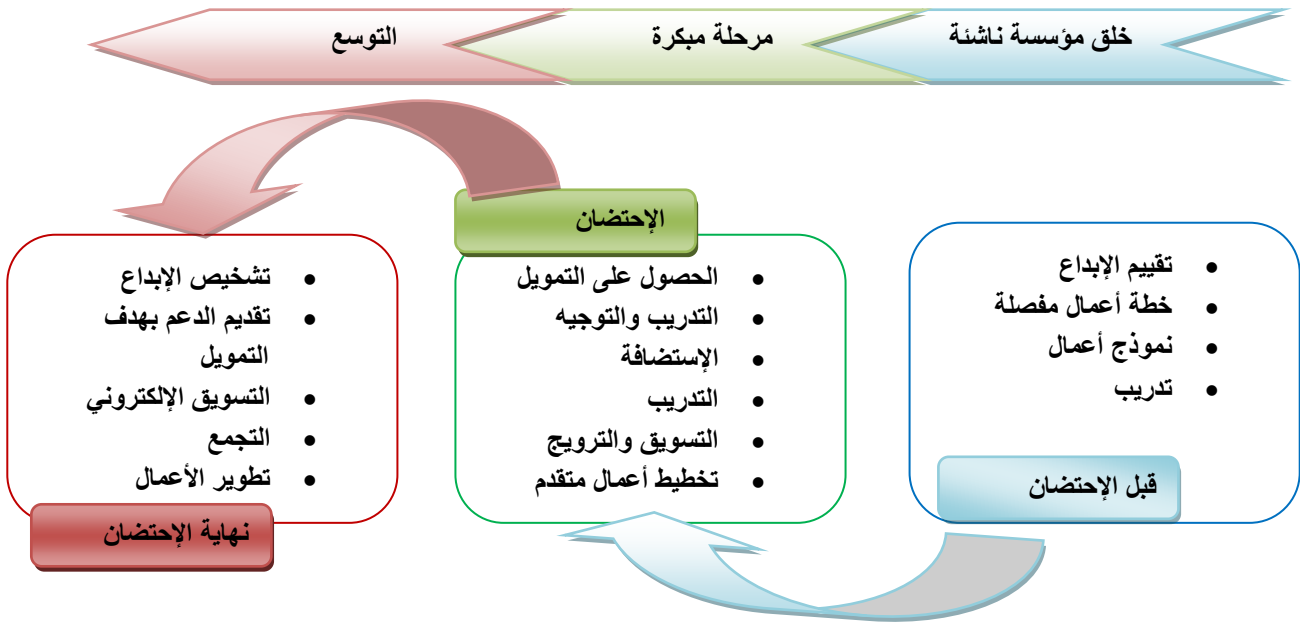 خلق مؤسسة ناشئة
مرحلة مبكرة
التوسع
• تقييم الإبداع
• خطة أعمال مفصلة
• نموذج أعمال
• تدريب
قبل الإحتضان
الإحتضان
• الحصول على التمويل
• التدريب والتوجيه
• الإستضافة
• التدريب
• التسويق والترويج
• تخطيط أعمال متقدم
• تشخيص الإبداع
• تقديم الدعم بهدف
التمويل
• التسويق الإلكتروني
• التجمع
• تطوير الأعمال
نهاية الإحتضان